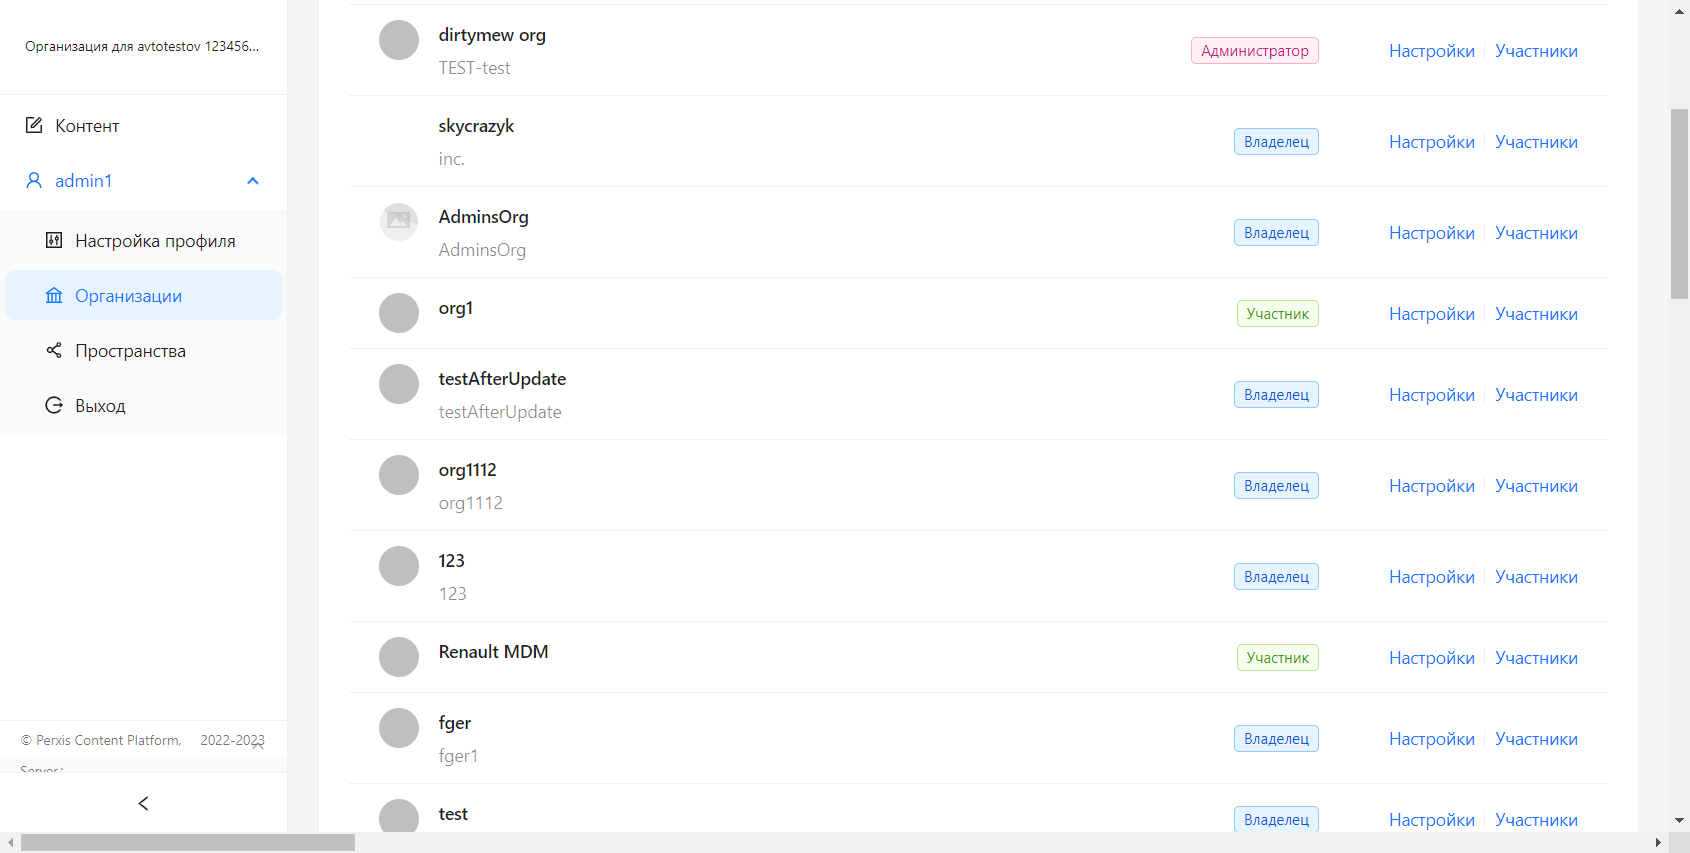 Организация для avtotestov 123456...
Контент
admin1
Настройка профиля
Организации
Пространства
Выход
© Perxis Content Platform, 2022-2023
Server:
dirtymew org
TEST-test
Администратор
Настройки Участники
skycrazyk
inc.
Владелец
Настройки Участники
AdminsOrg
AdminsOrg
Владелец
Настройки Участники
org1
Участник
Настройки Участники
testAfterUpdate
testAfterUpdate
Владелец
Настройки Участники
org1112
org1112
Владелец
Настройки Участники
123
123
Владелец
Настройки Участники
Renault MDM
Участник
Настройки Участники
fger
fger1
Владелец
Настройки Участники
test
Владелец
Настройки Участники